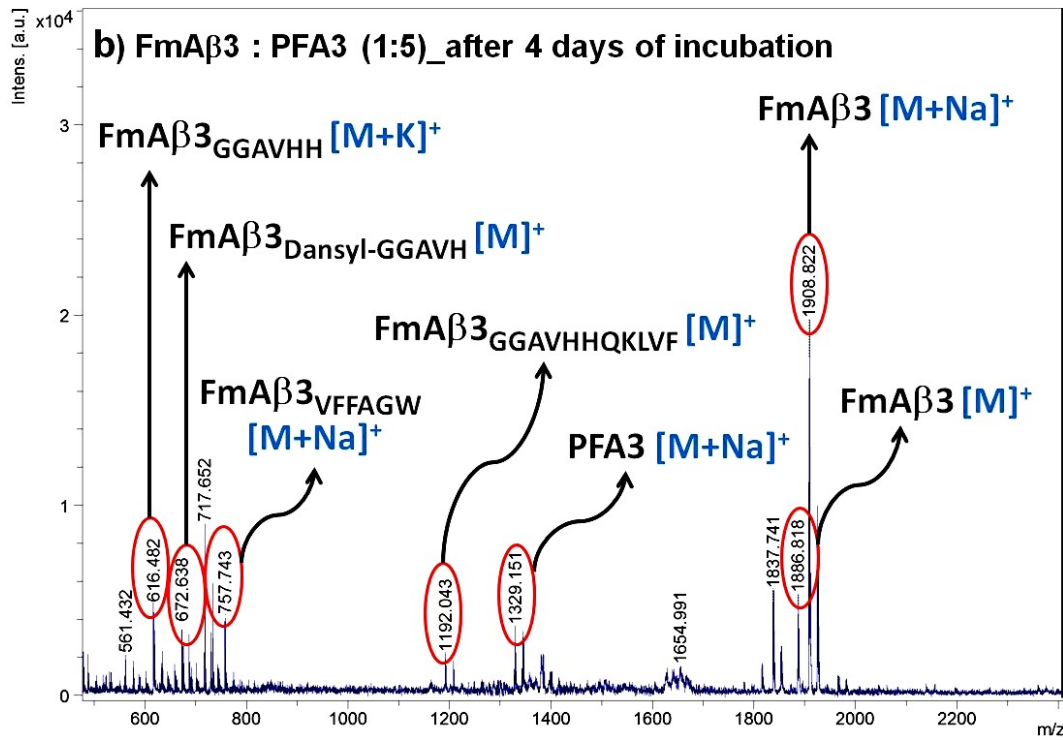 Intens. [a.u.]
x10⁴
b) FmAβ3 : PFA3 (1:5)_after 4 days of incubation
FmAβ3 [M+Na]⁺
3
FmAβ3GGAVHH [M+K]⁺
FmAβ3Dansyl-GGAVH [M]⁺
1908.822
2
FmAβ3GGAVHHQKLVF [M]⁺
FmAβ3VFFAGW
[M+Na]⁺
FmAβ3 [M]⁺
PFA3 [M+Na]⁺
717.652
1
616.482
672.638
757.743
561.432
1192.043
1329.151
1654.991
1837.741
1886.818
0
600 800 1000 1200 1400 1600 1800 2000 2200
m/z